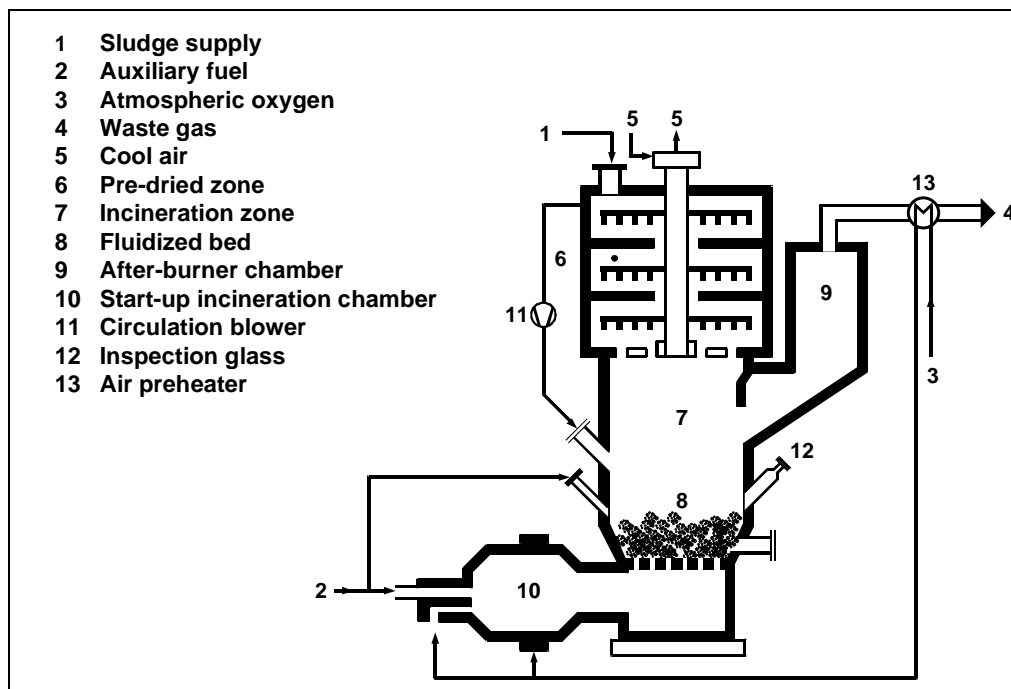 1 Sludge supply
2 Auxiliary fuel
3 Atmospheric oxygen
4 Waste gas
5 Cool air
6 Pre-dried zone
7 Incineration zone
8 Fluidized bed
9 After-burner chamber
10 Start-up incineration chamber
11 Circulation blower
12 Inspection glass
13 Air preheater
5 5
1
13
4
6
9
11
3
7
12
8
2
10